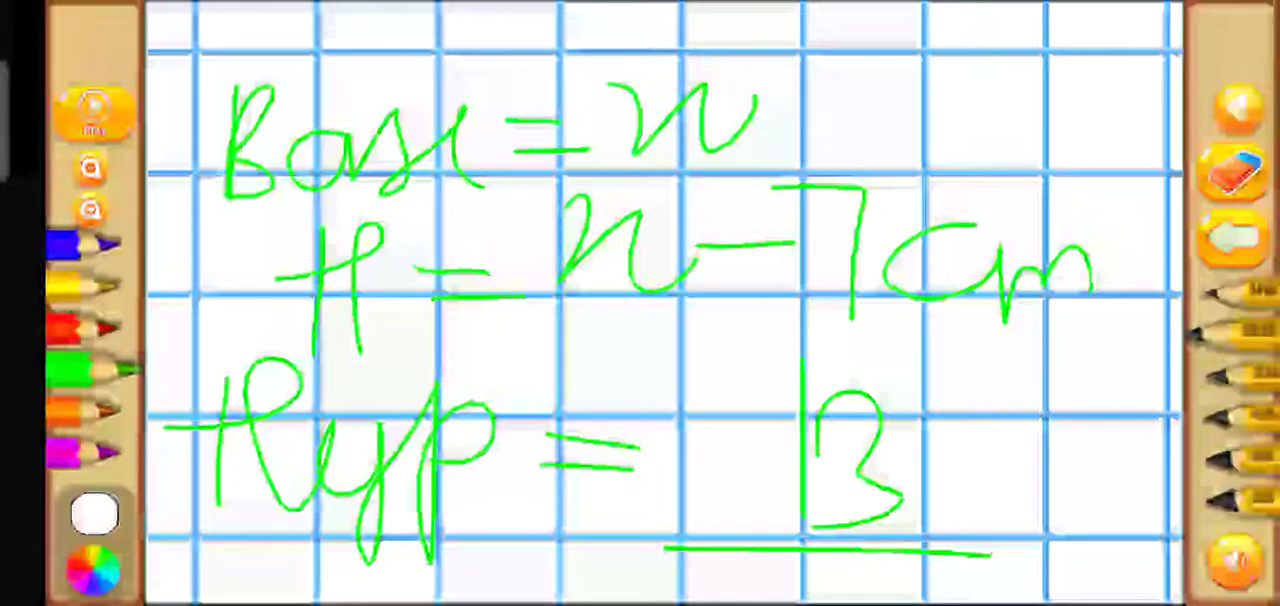 Base = x
H = x - 7cm
Hyp = 13